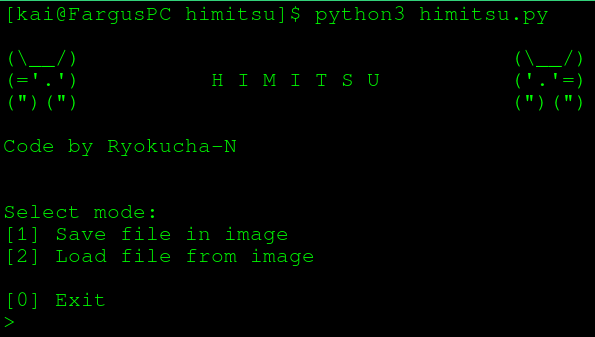 [kai@FargusPC himitsu]$ python3 himitsu.py
(\__/) (\__/)
(='.') H I M I T S U ('.'=)
(")(") (")(")
Code by Ryokucha-N
Select mode:
[1] Save file in image
[2] Load file from image
[0] Exit
>